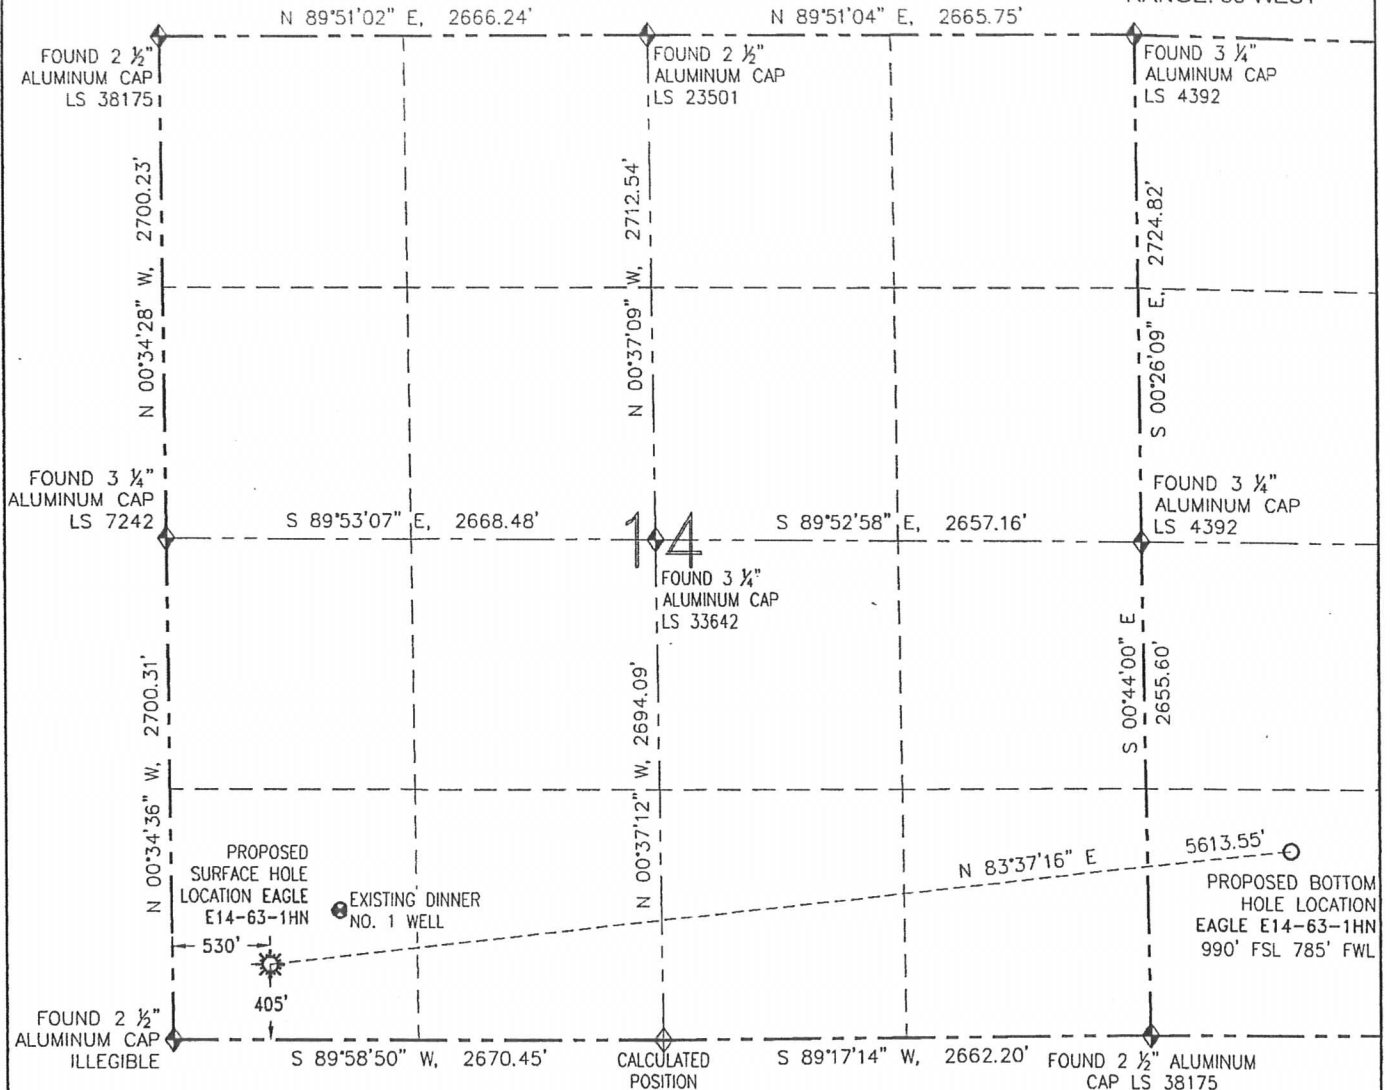 N 89°51'02" E, 2666.24'
N 89°51'04" E, 2665.75'
FOUND 2 ½"
ALUMINUM CAP
LS 38175
FOUND 2 ½"
ALUMINUM CAP
LS 23501
FOUND 3 ¼"
ALUMINUM CAP
LS 4392
N 00°34'28" W, 2700.23'
N 00°37'09" W, 2712.54'
S 00°26'09" E, 2724.82'
FOUND 3 ¼"
ALUMINUM CAP
LS 7242
S 89°53'07" E, 2668.48'
14
S 89°52'58" E, 2657.16'
FOUND 3 ¼"
ALUMINUM CAP
LS 4392
FOUND 3 ¼"
ALUMINUM CAP
LS 33642
N 00°34'36" W, 2700.31'
N 00°37'12" W, 2694.09'
S 00°44'00" E
2655.60'
PROPOSED
SURFACE HOLE
LOCATION EAGLE
E14-63-1HN
EXISTING DINNER
NO. 1 WELL
N 83°37'16" E
5613.55'
PROPOSED BOTTOM
HOLE LOCATION
EAGLE E14-63-1HN
990' FSL 785' FWL
530'
405'
FOUND 2 ½"
ALUMINUM CAP
ILLEGIBLE
S 89°58'50" W, 2670.45'
CALCULATED
POSITION
S 89°17'14" W, 2662.20'
FOUND 2 ½" ALUMINUM
CAP LS 38175